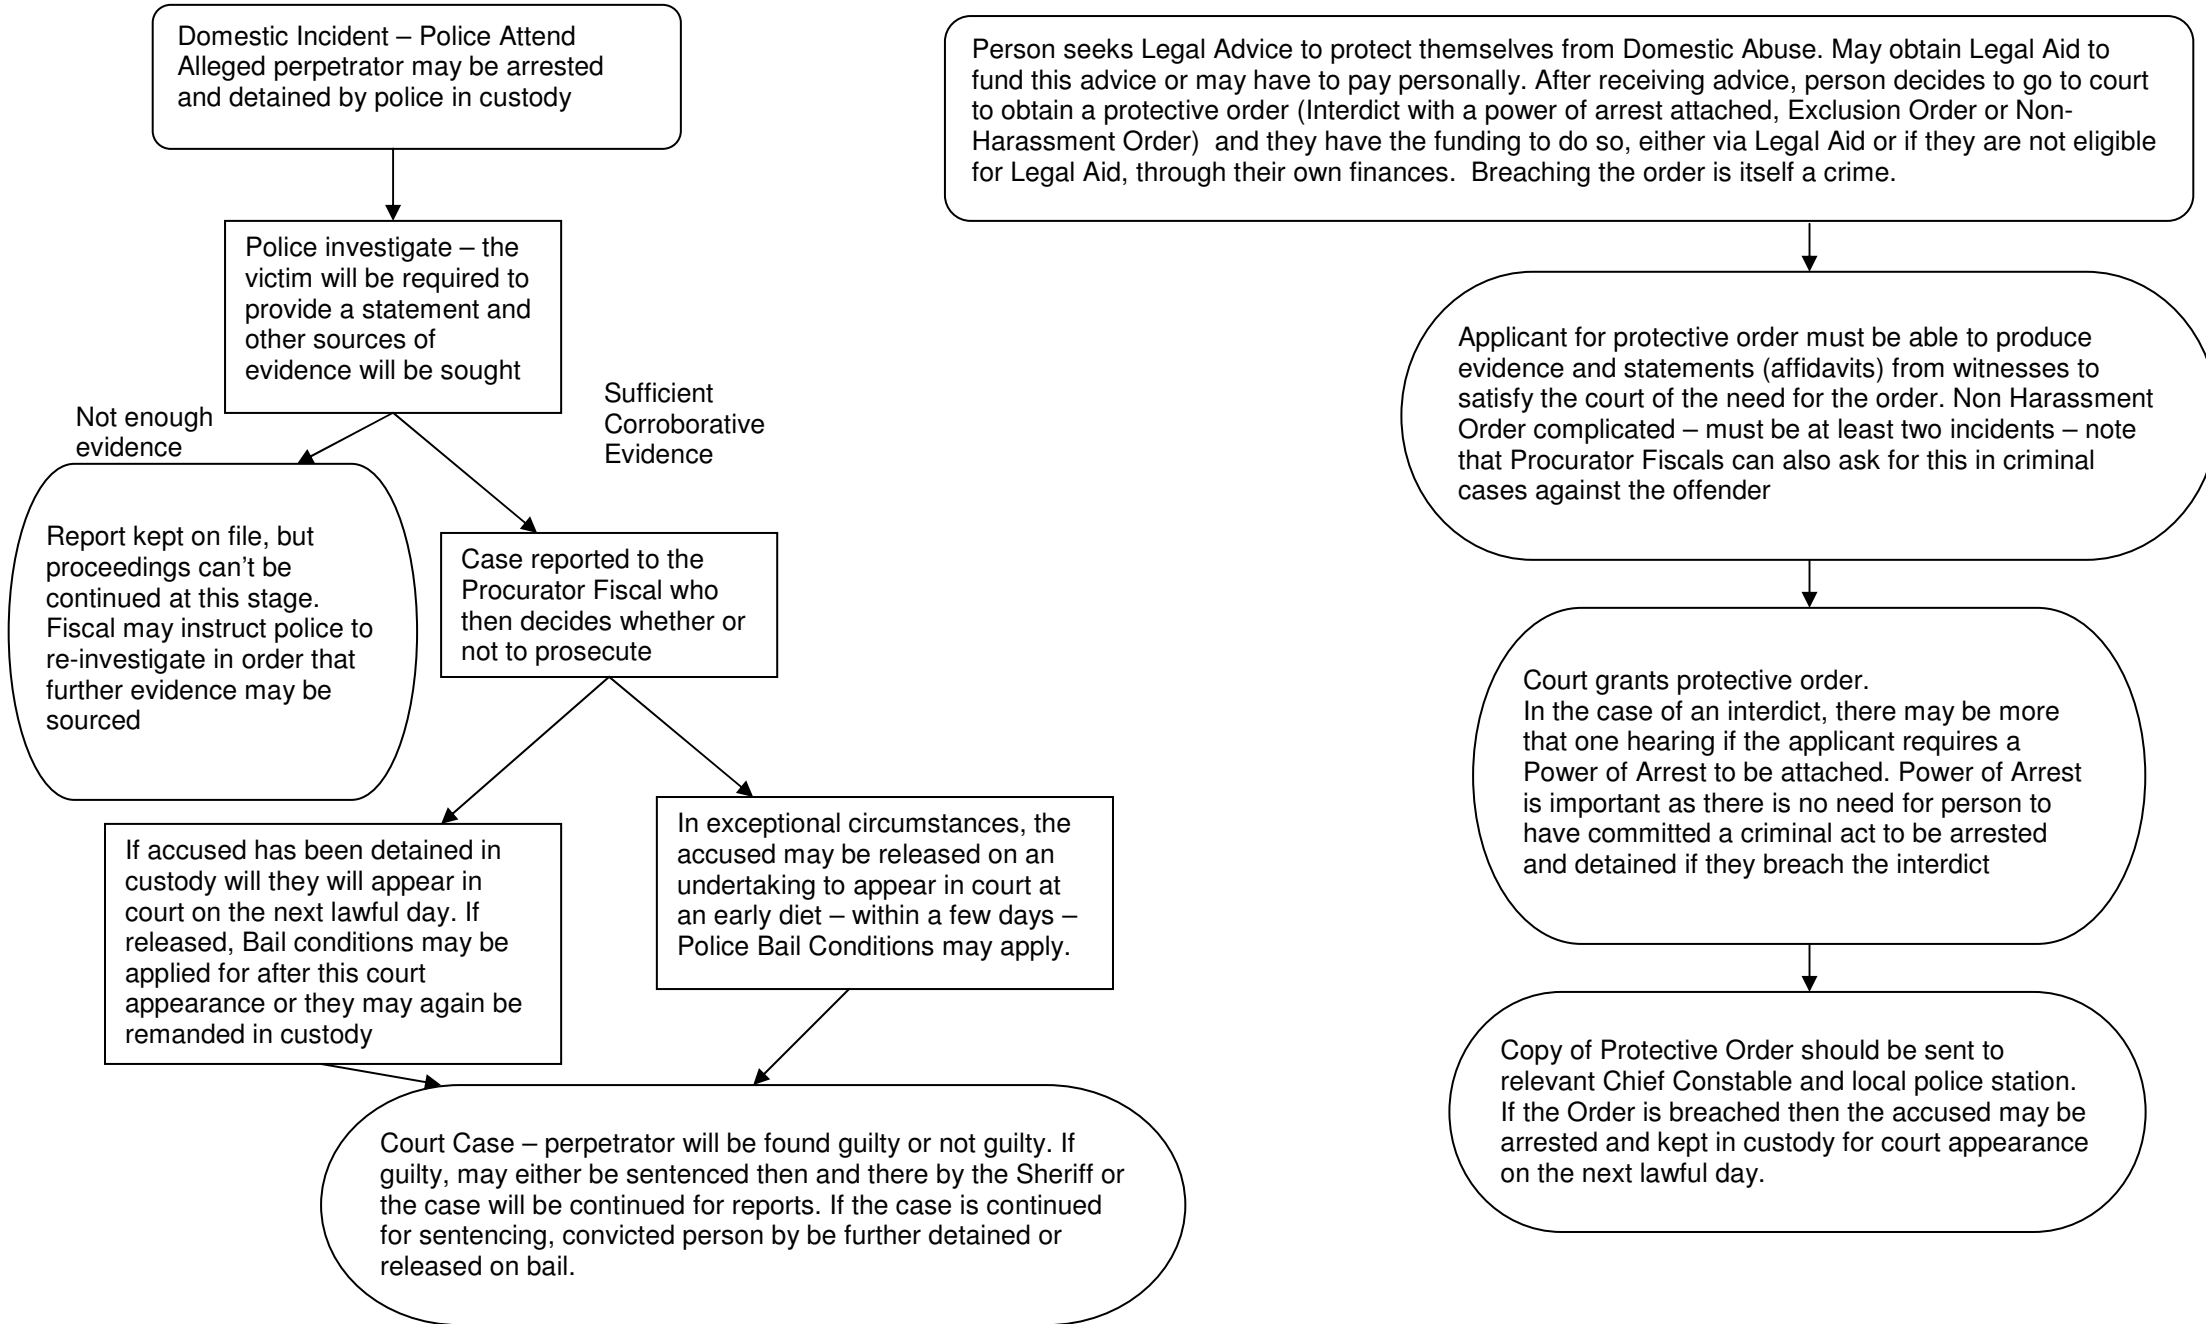 Domestic Incident – Police Attend
Alleged perpetrator may be arrested
and detained by police in custody
Police investigate – the
victim will be required to
provide a statement and
other sources of
evidence will be sought
Not enough
evidence
Sufficient
Corroborative
Evidence
Report kept on file, but
proceedings can't be
continued at this stage.
Fiscal may instruct police to
re-investigate in order that
further evidence may be
sourced
Case reported to the
Procurator Fiscal who
then decides whether or
not to prosecute
If accused has been detained in
custody will they will appear in
court on the next lawful day. If
released, Bail conditions may be
applied for after this court
appearance or they may again be
remanded in custody
In exceptional circumstances, the
accused may be released on an
undertaking to appear in court at
an early diet – within a few days –
Police Bail Conditions may apply.
Court Case – perpetrator will be found guilty or not guilty. If
guilty, may either be sentenced then and there by the Sheriff or
the case will be continued for reports. If the case is continued
for sentencing, convicted person by be further detained or
released on bail.
Person seeks Legal Advice to protect themselves from Domestic Abuse. May obtain Legal Aid to
fund this advice or may have to pay personally. After receiving advice, person decides to go to court
to obtain a protective order (Interdict with a power of arrest attached, Exclusion Order or Non-
Harassment Order)  and they have the funding to do so, either via Legal Aid or if they are not eligible
for Legal Aid, through their own finances.  Breaching the order is itself a crime.
Applicant for protective order must be able to produce
evidence and statements (affidavits) from witnesses to
satisfy the court of the need for the order. Non Harassment
Order complicated – must be at least two incidents – note
that Procurator Fiscals can also ask for this in criminal
cases against the offender
Court grants protective order.
In the case of an interdict, there may be more
that one hearing if the applicant requires a
Power of Arrest to be attached. Power of Arrest
is important as there is no need for person to
have committed a criminal act to be arrested
and detained if they breach the interdict
Copy of Protective Order should be sent to
relevant Chief Constable and local police station.
If the Order is breached then the accused may be
arrested and kept in custody for court appearance
on the next lawful day.